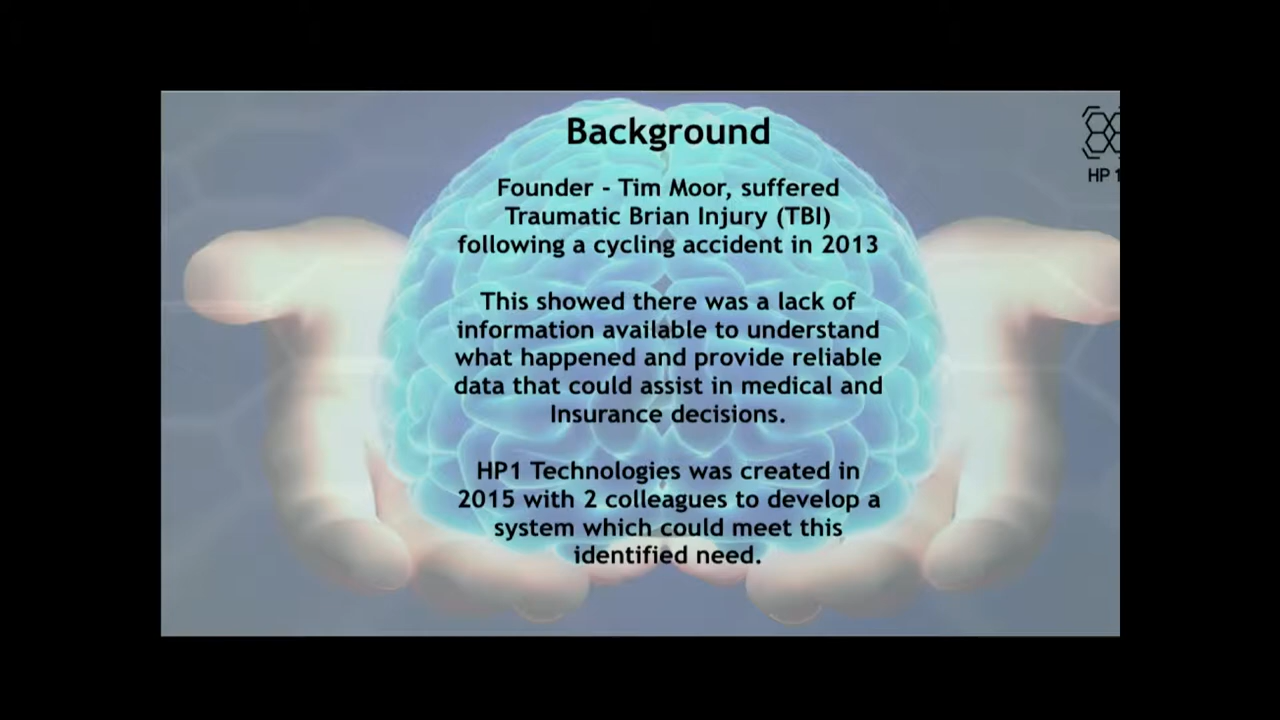 Background
HP 1
Founder - Tim Moor, suffered
Traumatic Brian Injury (TBI)
following a cycling accident in 2013
This showed there was a lack of
information available to understand
what happened and provide reliable
data that could assist in medical and
Insurance decisions.
HP1 Technologies was created in
2015 with 2 colleagues to develop a
system which could meet this
identified need.